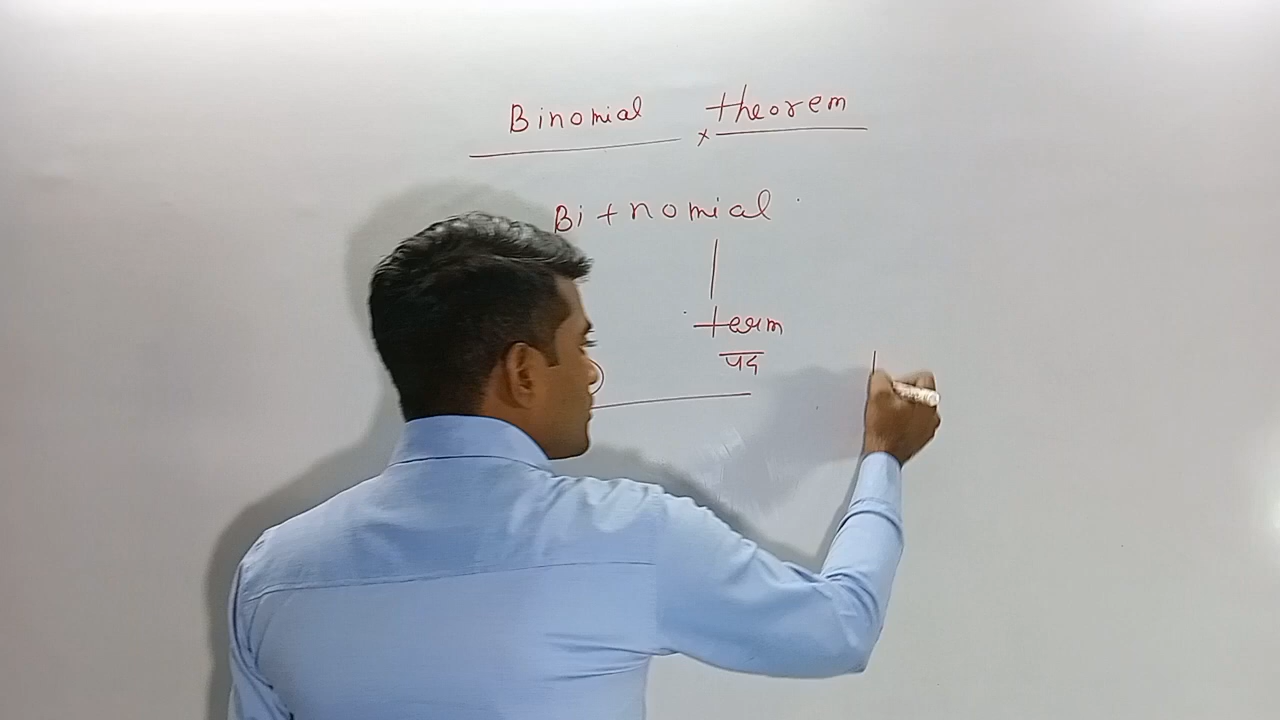 Binomial theorem
Bi + nomial
term
पद